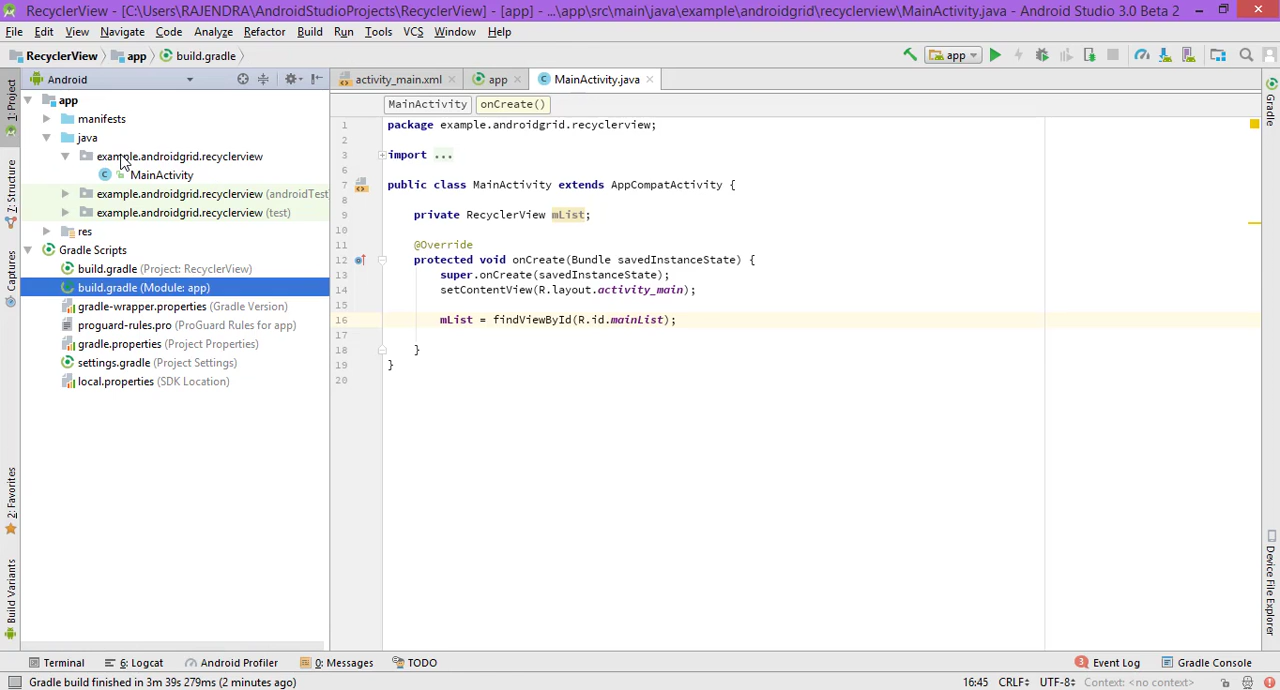 RecyclerView - [C:\Users\RAJENDRA\AndroidStudioProjects\RecyclerView] - [app] - ...\app\src\main\java\example\androidgrid\recyclerview\MainActivity.java - Android Studio 3.0 Beta 2
File Edit View Navigate Code Analyze Refactor Build Run Tools VCS Window Help
RecyclerView app build.gradle app
Android activity_main.xml app MainActivity.java
MainActivity onCreate()
1: Project
Z: Structure
Captures
2: Favorites
Build Variants
app
manifests
java
example.androidgrid.recyclerview
MainActivity
example.androidgrid.recyclerview (androidTest
example.androidgrid.recyclerview (test)
res
Gradle Scripts
build.gradle (Project: RecyclerView)
build.gradle (Module: app)
gradle-wrapper.properties (Gradle Version)
proguard-rules.pro (ProGuard Rules for app)
gradle.properties (Project Properties)
settings.gradle (Project Settings)
local.properties (SDK Location)
1 package example.androidgrid.recyclerview;
2
3 import ...
6
7 public class MainActivity extends AppCompatActivity {
8
9 private RecyclerView mList;
10
11 @Override
12 protected void onCreate(Bundle savedInstanceState) {
13 super.onCreate(savedInstanceState);
14 setContentView(R.layout.activity_main);
15
16 mList = findViewById(R.id.mainList);
17
18 }
19 }
20
Gradle
Device File Explorer
Terminal 6: Logcat Android Profiler 0: Messages TODO 3 Event Log Gradle Console
Gradle build finished in 3m 39s 279ms (2 minutes ago) 16:45 CRLF UTF-8 Context: <no context>